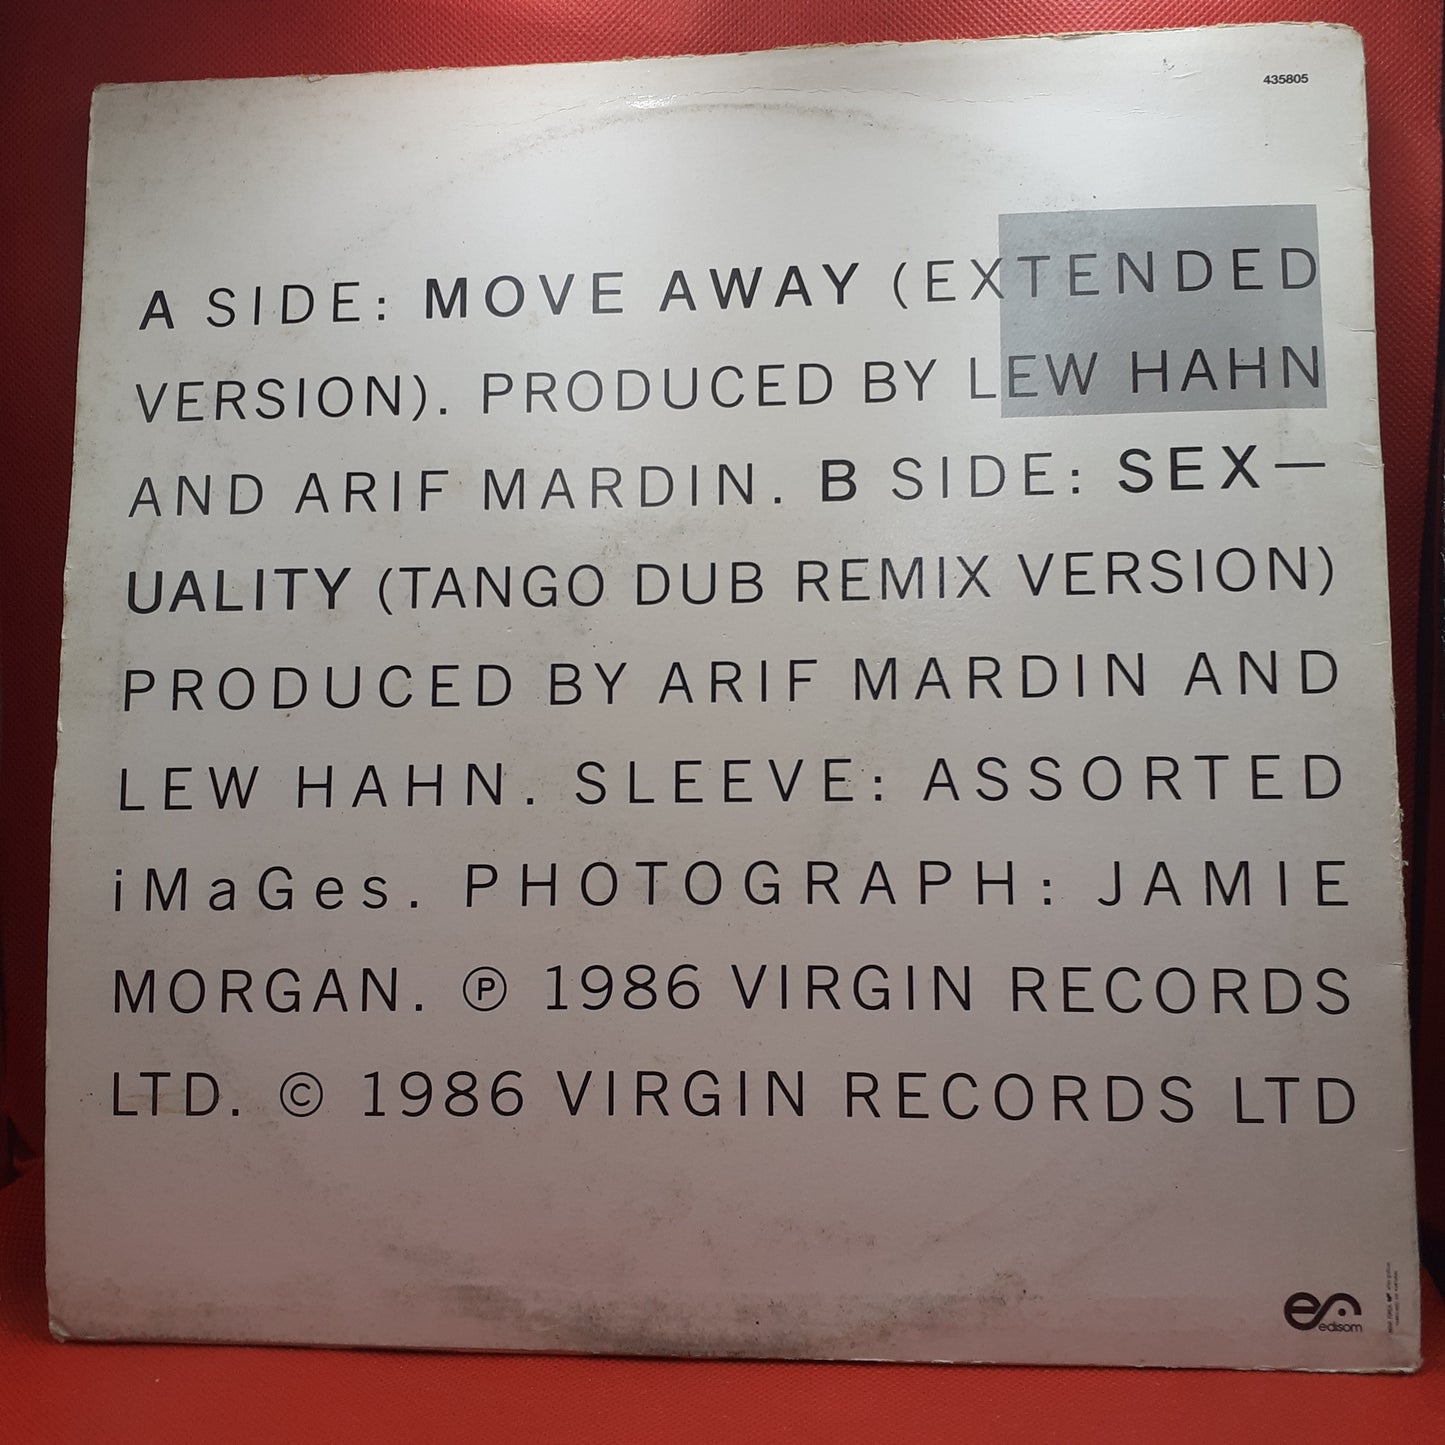 435805
A SIDE: MOVE AWAY (EXTENDED
VERSION). PRODUCED BY LEW HAHN
AND ARIF MARDIN. B SIDE: SEX—
UALITY (TANGO DUB REMIX VERSION)
PRODUCED BY ARIF MARDIN AND
LEW HAHN. SLEEVE: ASSORTED
iMaGes. PHOTOGRAPH: JAMIE
MORGAN. ℗ 1986 VIRGIN RECORDS
LTD. © 1986 VIRGIN RECORDS LTD
edisom